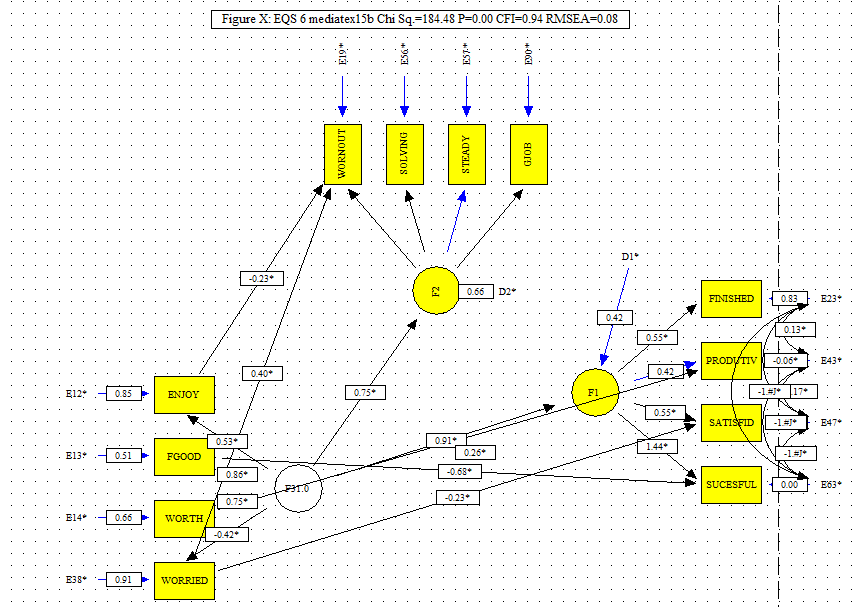 Figure X: EQS 6 mediatex15b Chi Sq.=184.48 P=0.00 CFI=0.94 RMSEA=0.08
E19*
E56*
E57*
E90*
WORNOUT
SOLVING
STEADY
GJOB
D1*
-0.23*
F2
0.66
D2*
FINISHED
0.83
E23*
0.42
0.13*
0.55*
PRODUTIV
-0.06*
E43*
0.40*
0.42
E12*
0.85
ENJOY
0.75*
F1
-1.#J*
.17*
0.55*
SATISFID
-1.#J*
E47*
0.53*
0.91*
1.44*
E13*
0.51
FGOOD
0.26*
-1.#J*
0.86*
-0.68*
SUCESFUL
0.00
E63*
F31.0
0.75*
-0.23*
E14*
0.66
WORTH
-0.42*
E38*
0.91
WORRIED